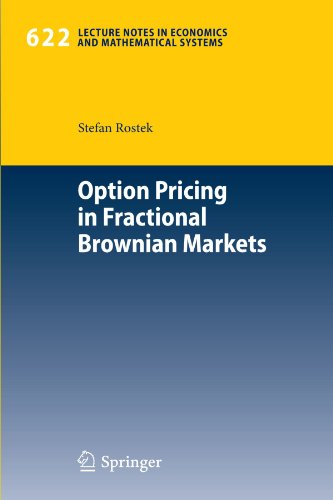 622 LECTURE NOTES IN ECONOMICS
AND MATHEMATICAL SYSTEMS
Stefan Rostek
Option Pricing
in Fractional
Brownian Markets
Springer